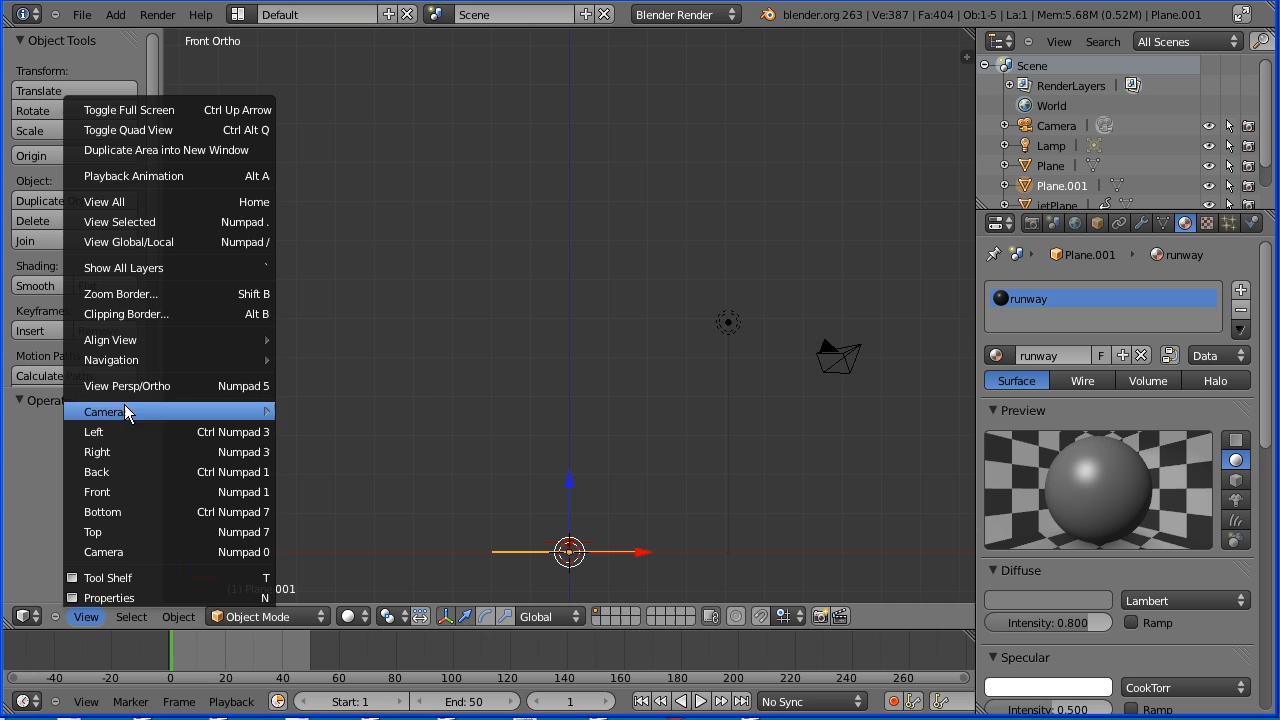 File Add Render Help Default Scene Blender Render blender.org 263 | Ve:387 | Fa:404 | Ob:1-5 | La:1 | Mem:5.68M (0.52M) | Plane.001
Object Tools
Transform:
Translate
Rotate
Scale
Origin
Object:
Duplicate
Delete
Join
Shading:
Smooth
Keyframe
Insert
Motion Paths
Calculate Paths
Operat
Front Ortho
Toggle Full Screen Ctrl Up Arrow
Toggle Quad View Ctrl Alt Q
Duplicate Area into New Window
Playback Animation Alt A
View All Home
View Selected Numpad .
View Global/Local Numpad /
Show All Layers `
Zoom Border... Shift B
Clipping Border... Alt B
Align View
Navigation
View Persp/Ortho Numpad 5
Camera
Left Ctrl Numpad 3
Right Numpad 3
Back Ctrl Numpad 1
Front Numpad 1
Bottom Ctrl Numpad 7
Top Numpad 7
Camera Numpad 0
Tool Shelf T
Properties N
(1) Plane.001
View Select Object Object Mode Global
-40 -20 0 20 40 60 80 100 120 140 160 180 200 220 240 260
View Marker Frame Playback Start: 1 End: 50 1 No Sync
View Search All Scenes
Scene
RenderLayers |
World
Camera |
Lamp |
Plane |
Plane.001 |
jetPlane |
Plane.001 runway
runway
runway F Data
Surface Wire Volume Halo
Preview
Diffuse
Lambert
Intensity: 0.800 Ramp
Specular
CookTorr
Intensity: 0.500 Ramp